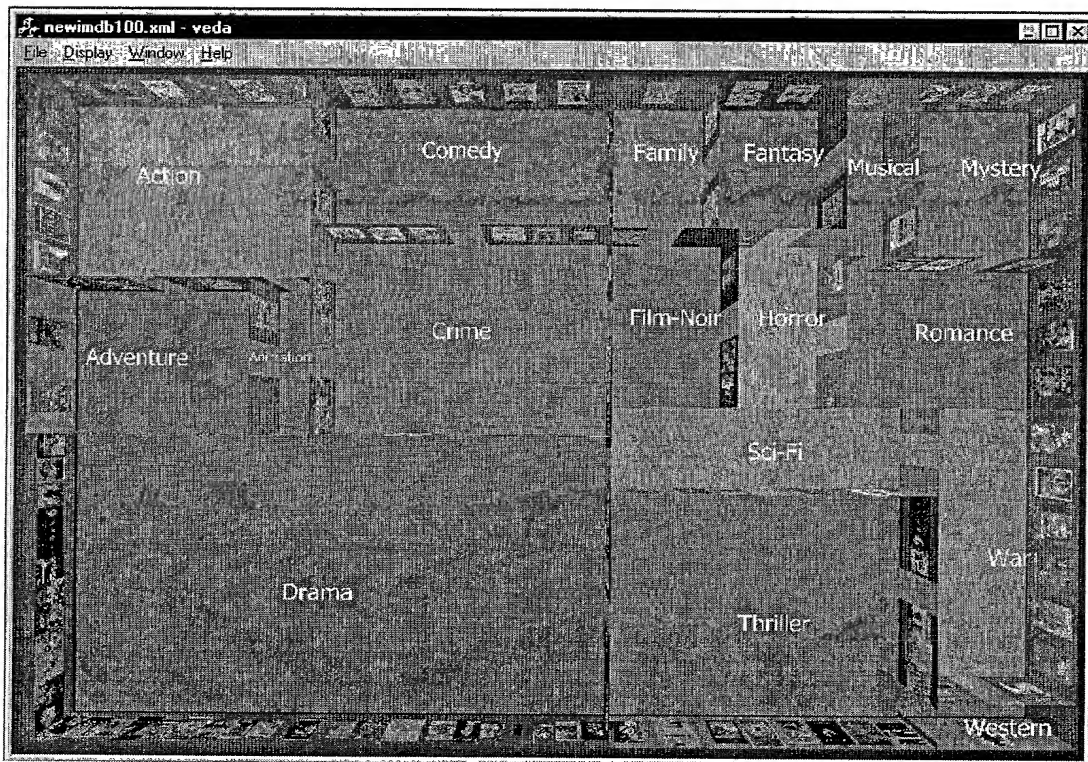 newimdb100.xml - veda
File Display Window Help
Action
Comedy
Family
Fantasy
Musical
Mystery
Adventure
Animation
Crime
Film-Noir
Horror
Romance
Sci-Fi
Drama
Thriller
War
Western